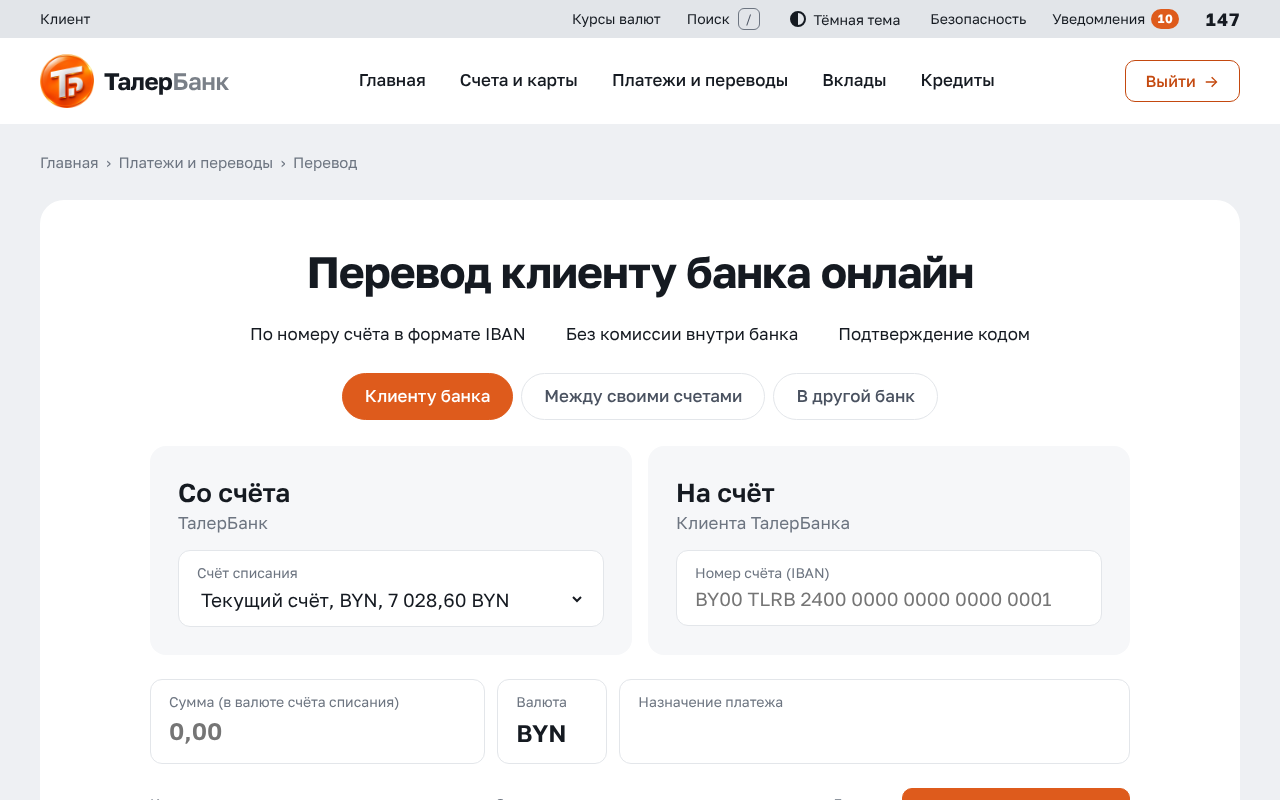 Клиент Курсы валют Поиск / Тёмная тема Безопасность Уведомления 10 147
ТалерБанк Главная Счета и карты Платежи и переводы Вклады Кредиты Выйти →
Главная › Платежи и переводы › Перевод
Перевод клиенту банка онлайн
По номеру счёта в формате IBAN Без комиссии внутри банка Подтверждение кодом
Клиенту банка Между своими счетами В другой банк
Со счёта
ТалерБанк
Счёт списания
Текущий счёт, BYN, 7 028,60 BYN
На счёт
Клиента ТалерБанка
Номер счёта (IBAN)
BY00 TLRB 2400 0000 0000 0000 0001
Сумма (в валюте счёта списания)
0,00
Валюта
BYN
Назначение платежа